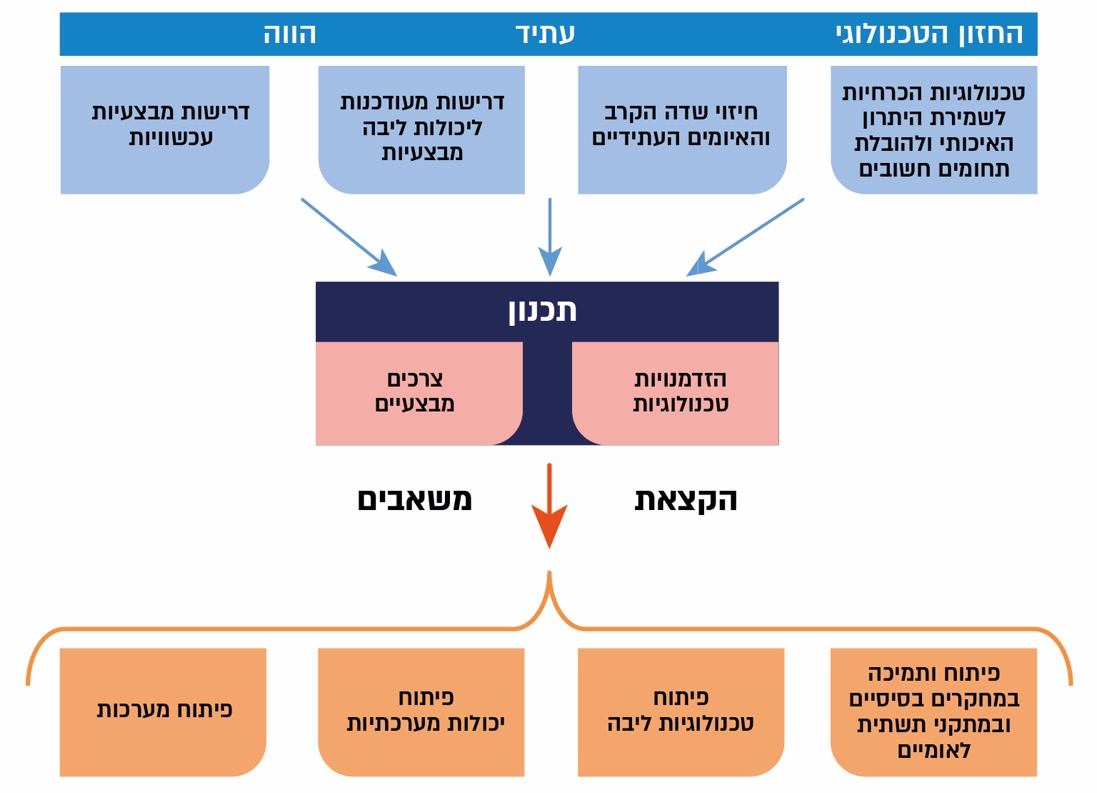 החזון הטכנולוגי עתיד הווה
טכנולוגיות הכרחיות
לשמירת היתרון
האיכותי ולהובלת
תחומים חשובים
חיזוי שדה הקרב
והאיומים העתידיים
דרישות מעודכנות
ליכולות ליבה
מבצעיות
דרישות מבצעיות
עכשוויות
תכנון
הזדמנויות
טכנולוגיות
צרכים
מבצעיים
הקצאת משאבים
פיתוח ותמיכה
במחקרים בסיסיים
ובמתקני תשתית
לאומיים
פיתוח
טכנולוגיות ליבה
פיתוח
יכולות מערכתיות
פיתוח מערכות